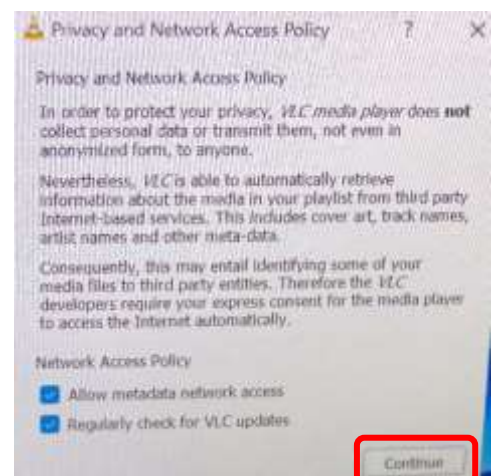 Privacy and Network Access Policy ? ×
Privacy and Network Access Policy
In order to protect your privacy, VLC media player does not
collect personal data or transmit them, not even in
anonymized form, to anyone.
Nevertheless, VLC is able to automatically retrieve
information about the media in your playlist from third party
Internet-based services. This includes cover art, track names,
artist names and other meta-data.
Consequently, this may entail identifying some of your
media files to third party entities. Therefore the VLC
developers require your express consent for the media player
to access the Internet automatically.
Network Access Policy
Allow metadata network access
Regularly check for VLC updates
Continue